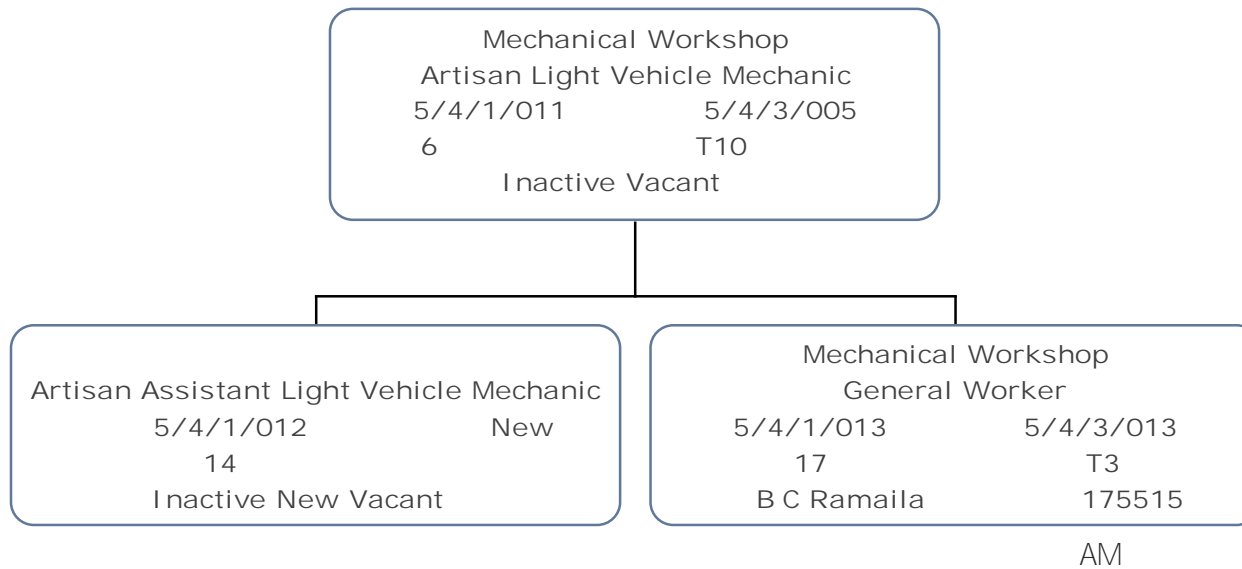 Mechanical Workshop
Artisan Light Vehicle Mechanic
5/4/1/011 5/4/3/005
6 T10
Inactive Vacant
Artisan Assistant Light Vehicle Mechanic
5/4/1/012 New
14
Inactive New Vacant
Mechanical Workshop
General Worker
5/4/1/013 5/4/3/013
17 T3
B C Ramaila 175515
AM